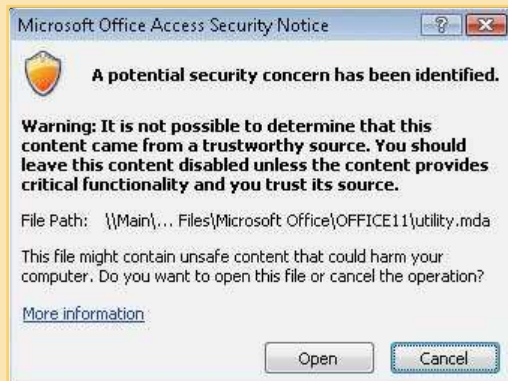 Microsoft Office Access Security Notice
A potential security concern has been identified.
Warning: It is not possible to determine that this
content came from a trustworthy source. You should
leave this content disabled unless the content provides
critical functionality and you trust its source.
File Path: \\Main\... Files\Microsoft Office\OFFICE11\utility.mda
This file might contain unsafe content that could harm your
computer. Do you want to open this file or cancel the operation?
More information
Open Cancel